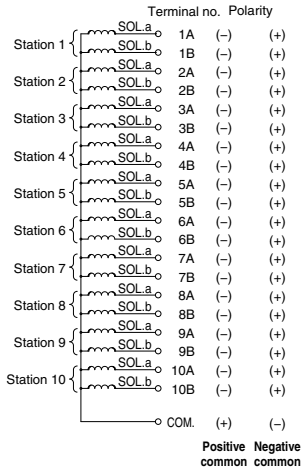 Terminal no. Polarity
Station 1 SOL.a 1A (−) (+)
SOL.b 1B (−) (+)
Station 2 SOL.a 2A (−) (+)
SOL.b 2B (−) (+)
Station 3 SOL.a 3A (−) (+)
SOL.b 3B (−) (+)
Station 4 SOL.a 4A (−) (+)
SOL.b 4B (−) (+)
Station 5 SOL.a 5A (−) (+)
SOL.b 5B (−) (+)
Station 6 SOL.a 6A (−) (+)
SOL.b 6B (−) (+)
Station 7 SOL.a 7A (−) (+)
SOL.b 7B (−) (+)
Station 8 SOL.a 8A (−) (+)
SOL.b 8B (−) (+)
Station 9 SOL.a 9A (−) (+)
SOL.b 9B (−) (+)
Station 10 SOL.a 10A (−) (+)
SOL.b 10B (−) (+)
COM. (+) (−)
Positive Negative
common common